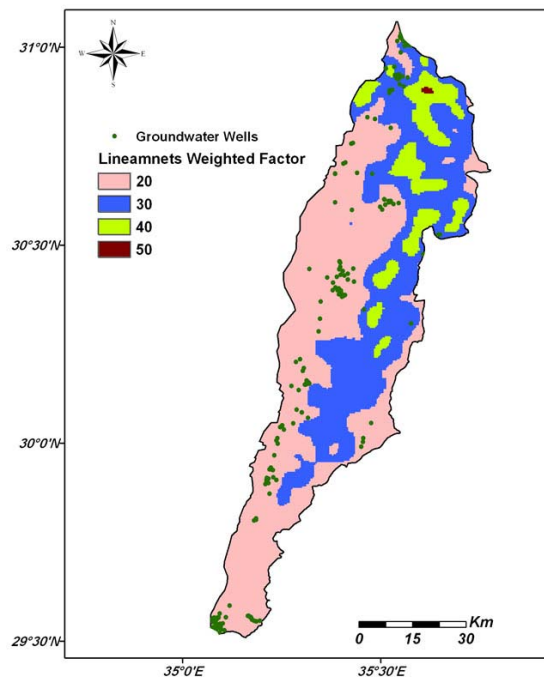 N
W E
S
Groundwater Wells
Lineamnets Weighted Factor
20
30
40
50
31°0'N
30°30'N
30°0'N
29°30'N
35°0'E
35°30'E
Km
0 15 30